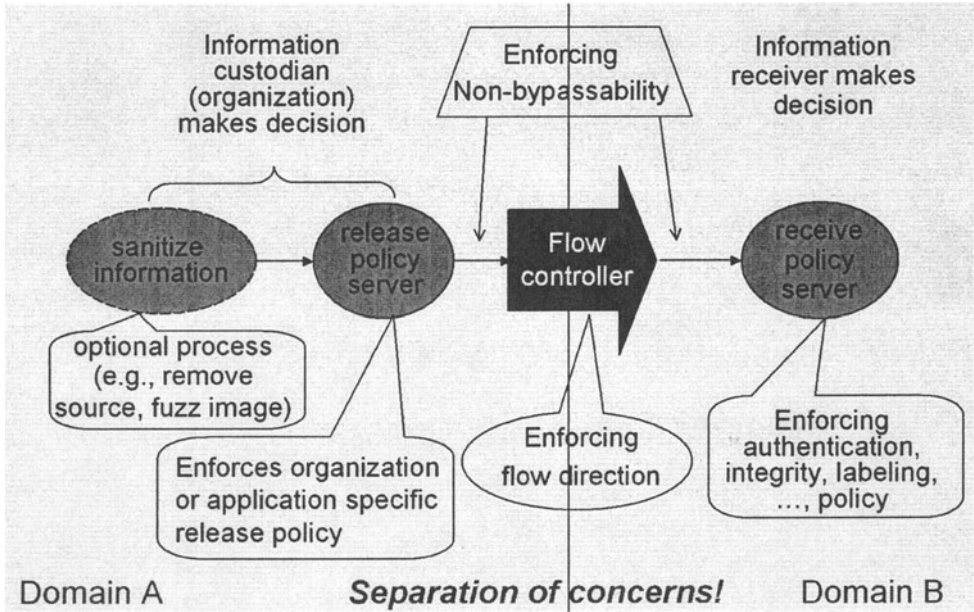 Information
custodian
(organization)
makes decision
Enforcing
Non-bypassability
Information
receiver makes
decision
sanitize
information
release
policy
server
Flow
controller
receive
policy
server
optional process
(e.g., remove
source, fuzz image)
Enforces organization
or application specific
release policy
Enforcing
flow direction
Enforcing
authentication,
integrity, labeling,
..., policy
Domain A
Separation of concerns!
Domain B